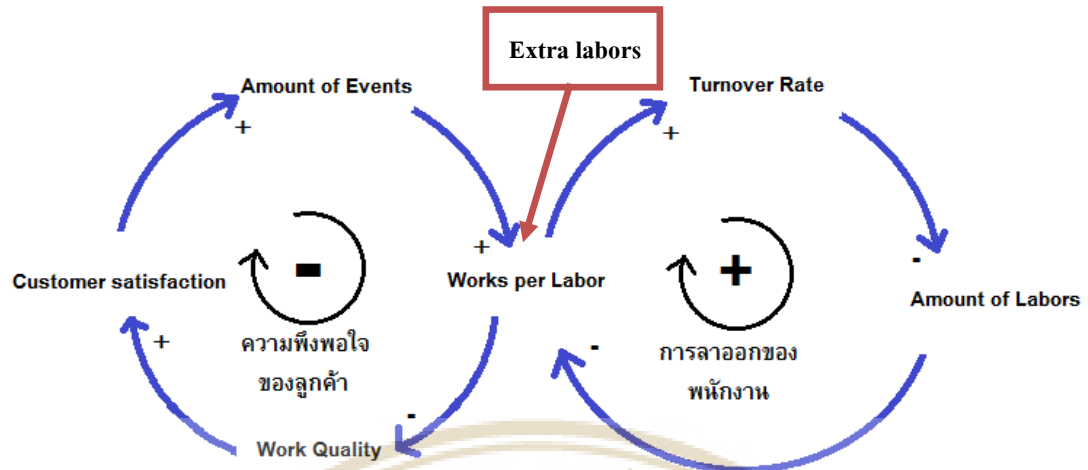 Extra labors
Amount of Events
Turnover Rate
+
+
+
-
-
+
Customer satisfaction
Works per Labor
Amount of Labors
+
ความพึงพอใจ
ของลูกค้า
-
การลาออกของ
พนักงาน
-
Work Quality